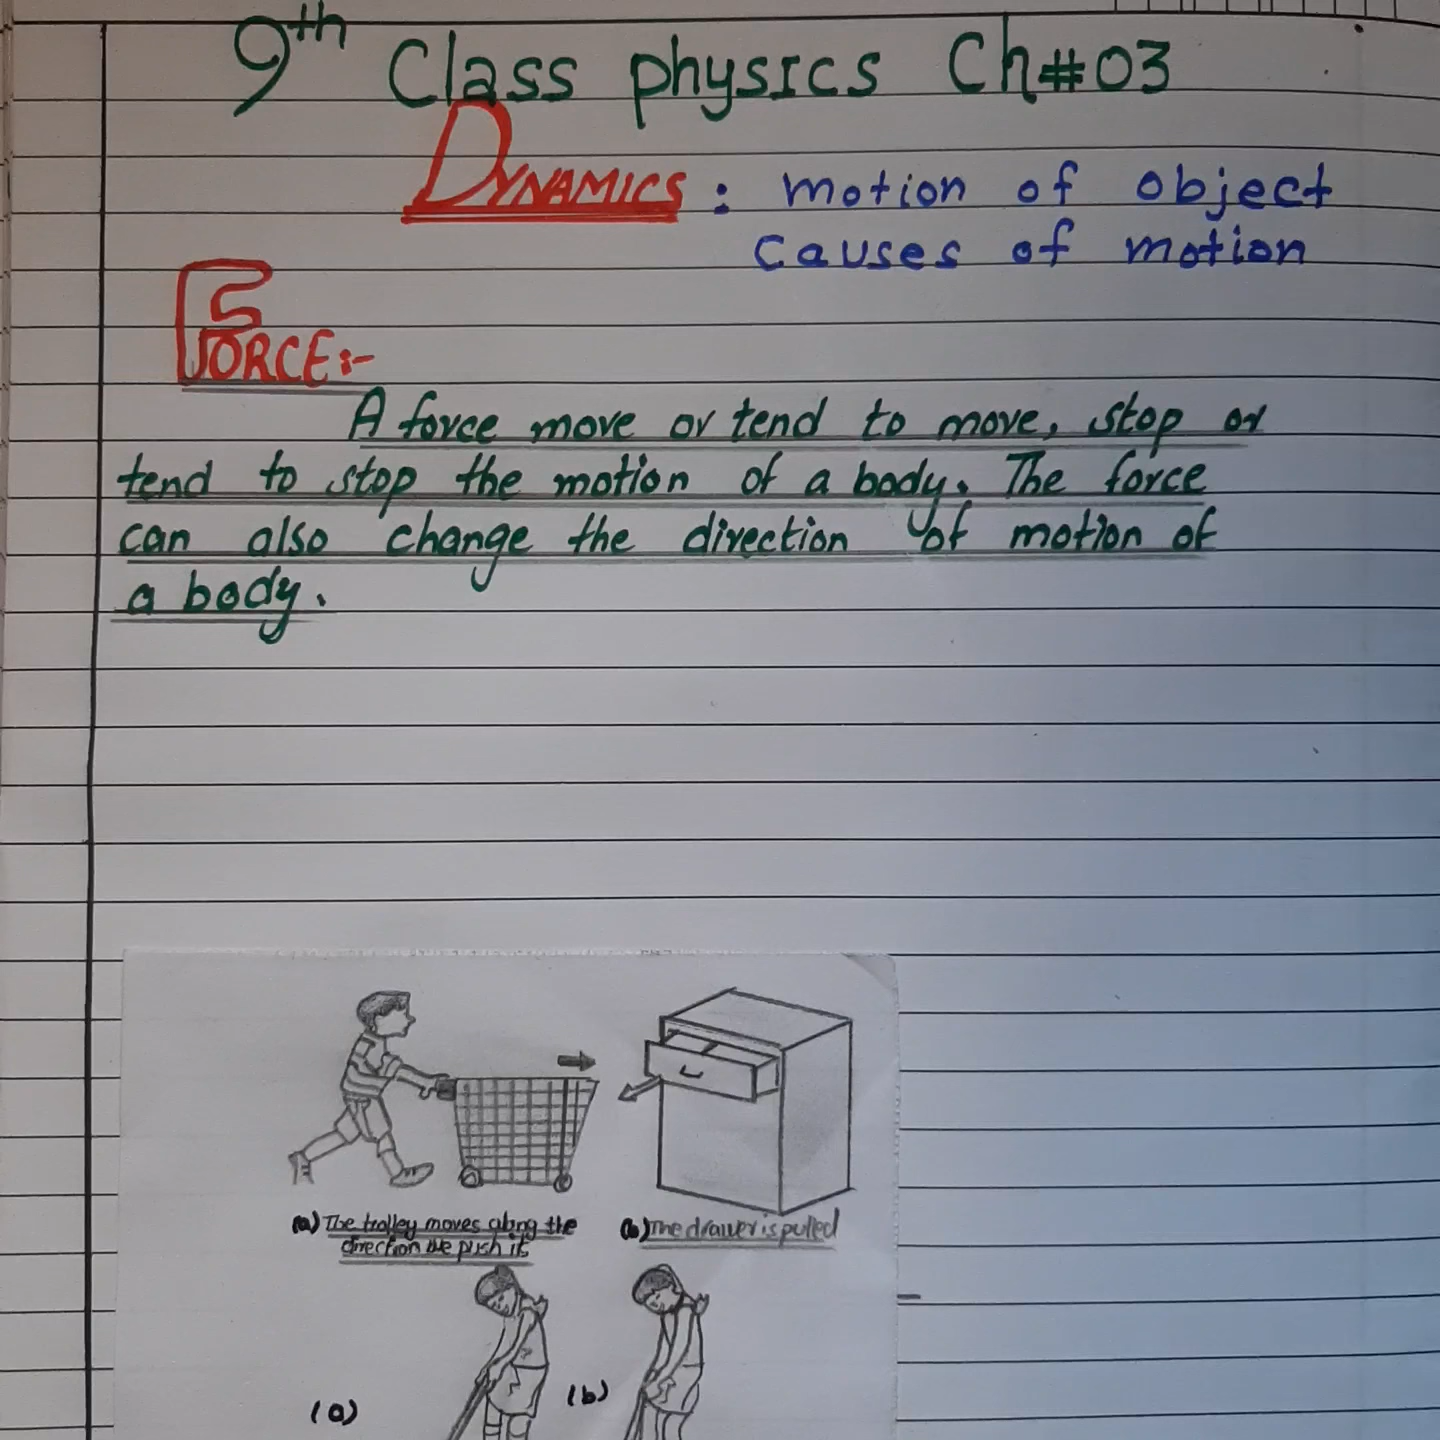 9th Class physics Ch#03
DYNAMICS: motion of object
causes of motion
FORCE:-
A force move or tend to move, stop or
tend to stop the motion of a body. The force
can also change the direction of motion of
a body.
(a) The trolley moves along the
direction we push it
(b) The drawer is pulled
(a)
(b)